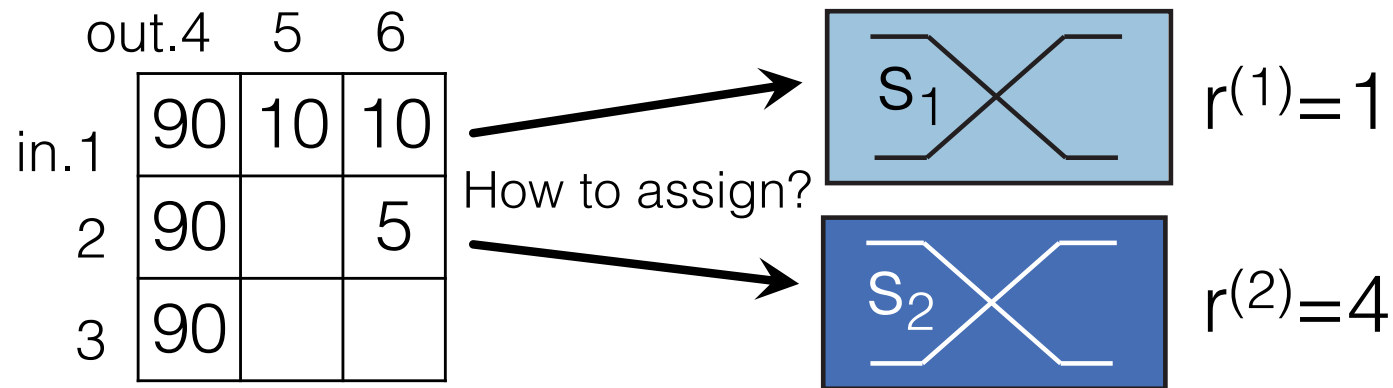 out.4 5 6
in.1 90 10 10
2 90 5
3 90
How to assign?
S₁
r⁽¹⁾=1
S₂
r⁽²⁾=4